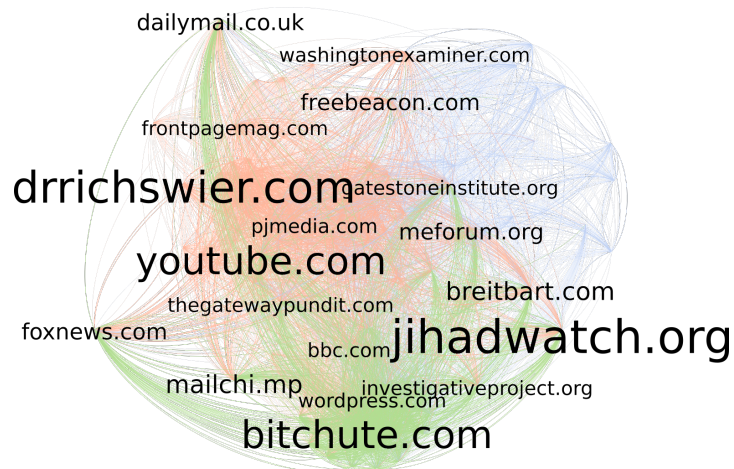 dailymail.co.uk
washingtonexaminer.com
freebeacon.com
frontpagemag.com
drrichswier.com
gatestoneinstitute.org
pjmedia.com
meforum.org
youtube.com
breitbart.com
thegatewaypundit.com
foxnews.com
jihadwatch.org
bbc.com
mailchi.mp
investigativeproject.org
wordpress.com
bitchute.com